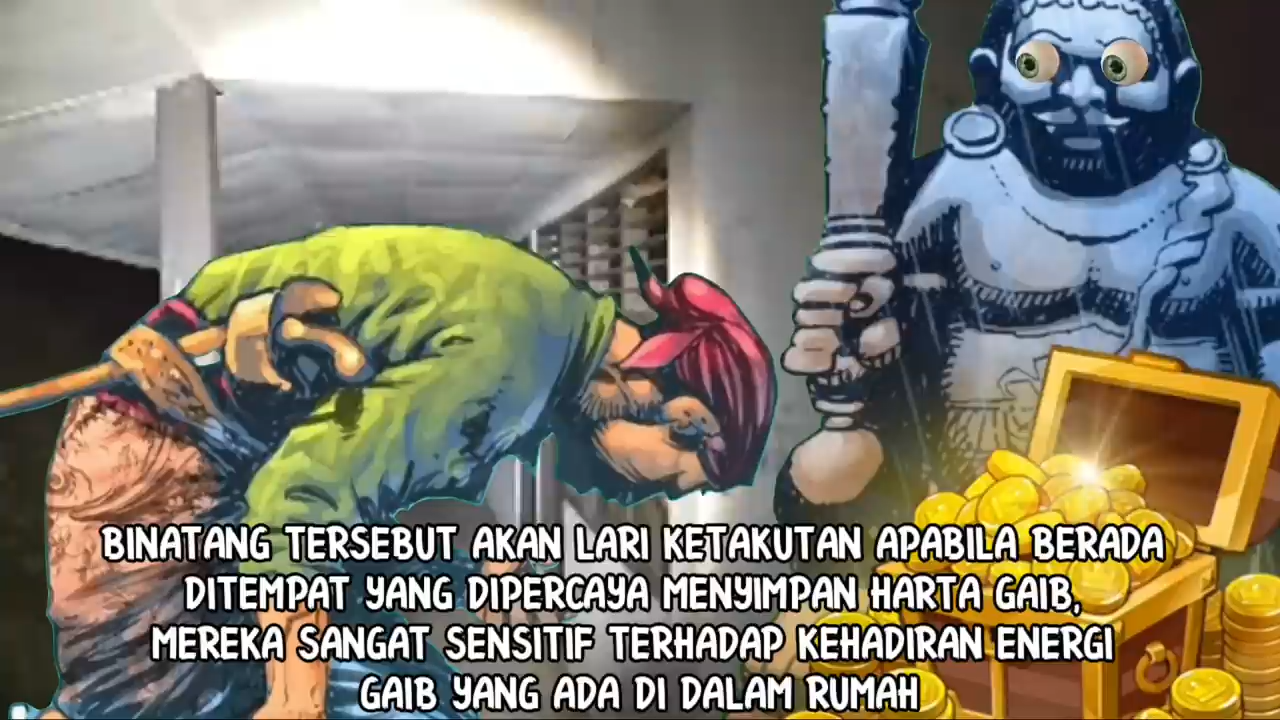 BINATANG TERSEBUT AKAN LARI KETAKUTAN APABILA BERADA
DITEMPAT YANG DIPERCAYA MENYIMPAN HARTA GAIB,
MEREKA SANGAT SENSITIF TERHADAP KEHADIRAN ENERGI
GAIB YANG ADA DI DALAM RUMAH